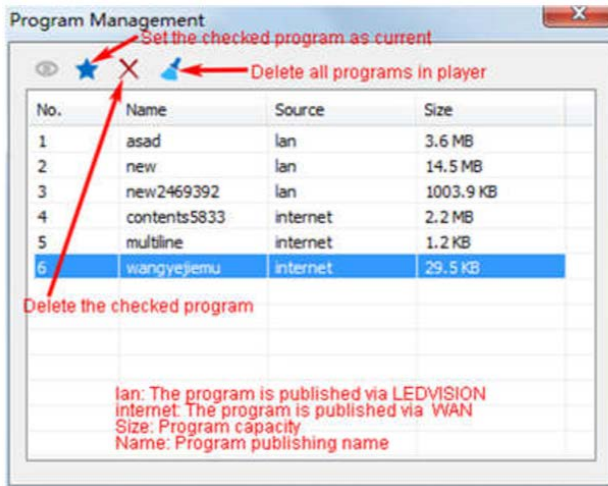 Program Management
Set the checked program as current
Delete all programs in player
No. Name Source Size
1 asad lan 3.6 MB
2 new lan 14.5 MB
3 new2469392 lan 1003.9 KB
4 contents5833 internet 2.2 MB
5 multiline internet 1.2 KB
6 wangyejiemu internet 29.5 KB
Delete the checked program
lan: The program is published via LEDVISION
internet: The program is published via WAN
Size: Program capacity
Name: Program publishing name